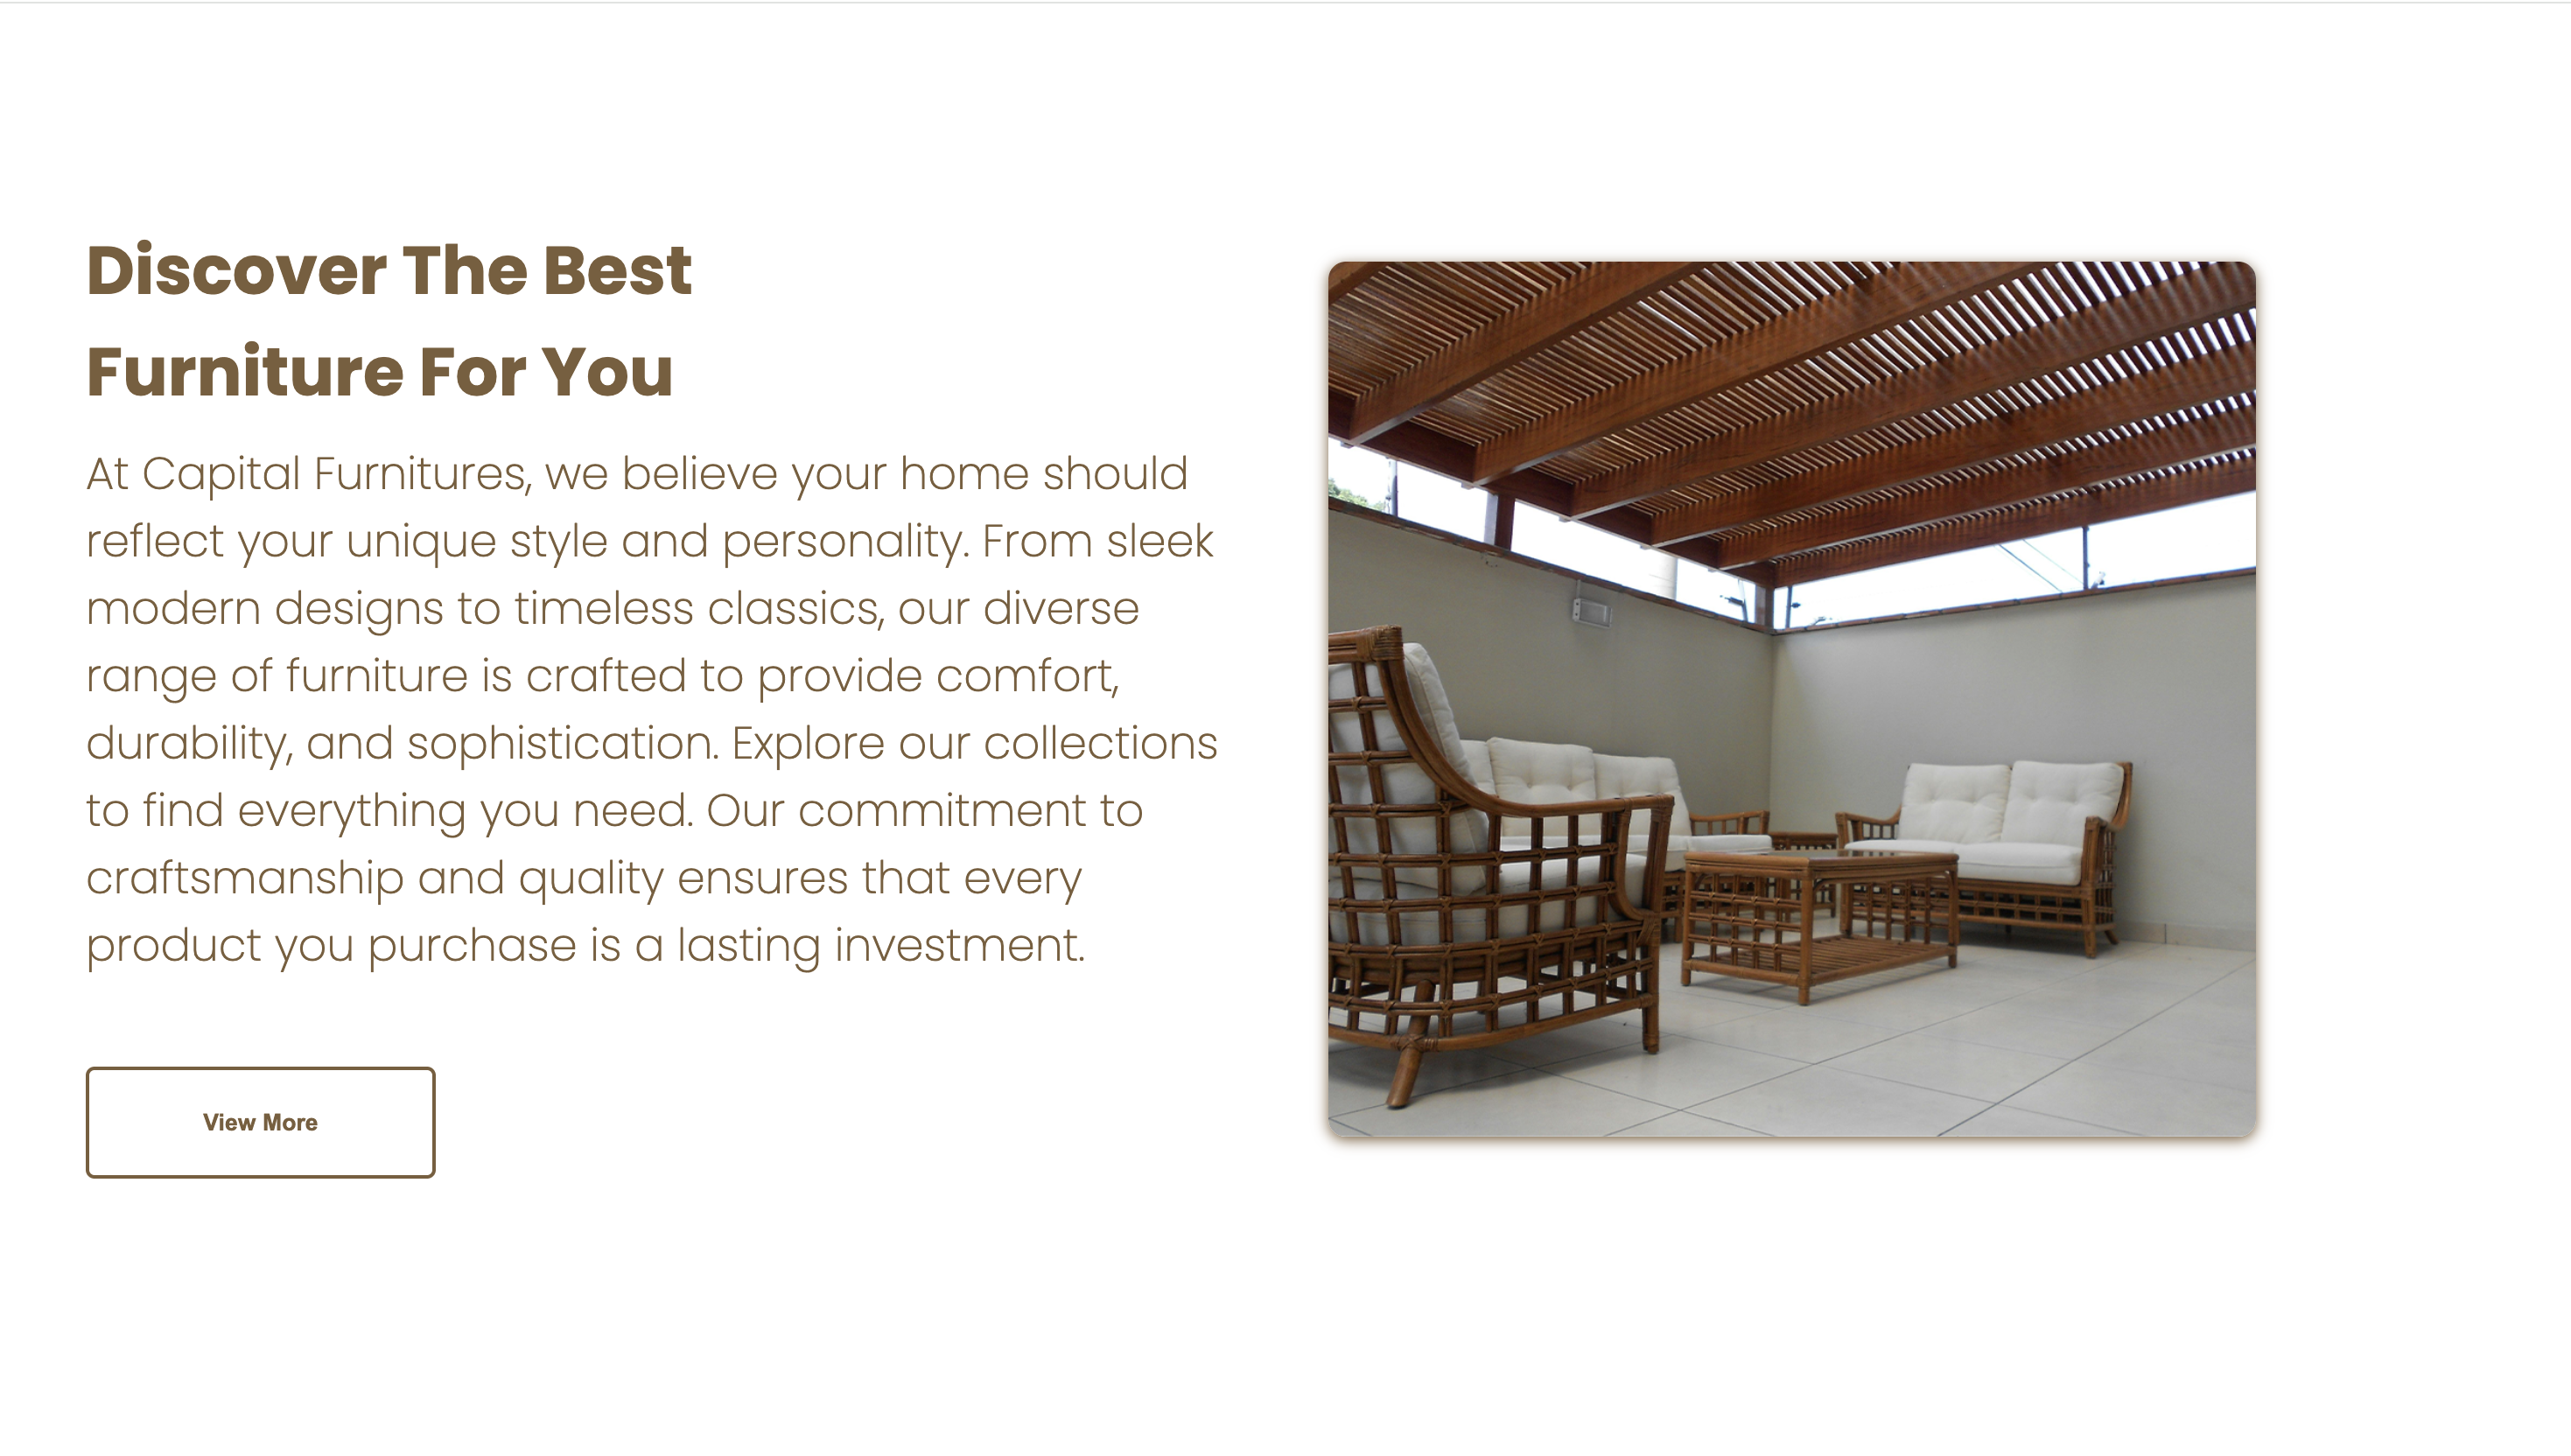 Discover The Best
Furniture For You
At Capital Furnitures, we believe your home should
reflect your unique style and personality. From sleek
modern designs to timeless classics, our diverse
range of furniture is crafted to provide comfort,
durability, and sophistication. Explore our collections
to find everything you need. Our commitment to
craftsmanship and quality ensures that every
product you purchase is a lasting investment.
View More